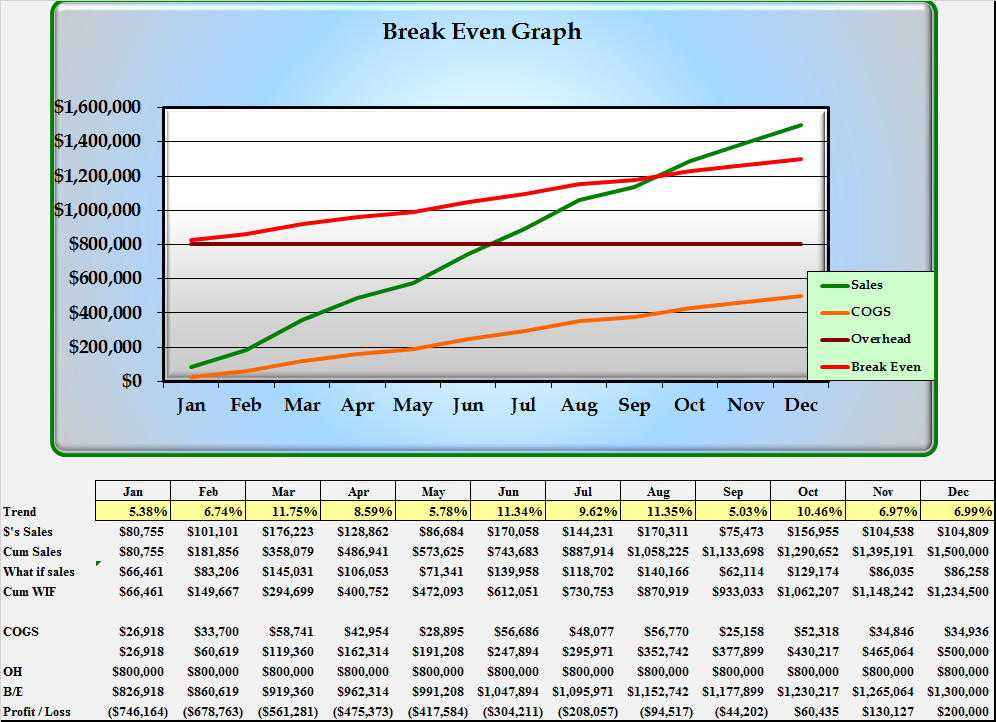 Break Even Graph
$1,600,000
$1,400,000
$1,200,000
$1,000,000
$800,000
$600,000
$400,000
$200,000
$0
Jan Feb Mar Apr May Jun Jul Aug Sep Oct Nov Dec
Sales
COGS
Overhead
Break Even
Jan Feb Mar Apr May Jun Jul Aug Sep Oct Nov Dec
Trend 5.38% 6.74% 11.75% 8.59% 5.78% 11.34% 9.62% 11.35% 5.03% 10.46% 6.97% 6.99%
$'s Sales $80,755 $101,101 $176,223 $128,862 $86,684 $170,058 $144,231 $170,311 $75,473 $156,955 $104,538 $104,809
Cum Sales $80,755 $181,856 $358,079 $486,941 $573,625 $743,683 $887,914 $1,058,225 $1,133,698 $1,290,652 $1,395,191 $1,500,000
What if sales $66,461 $83,206 $145,031 $106,053 $71,341 $139,958 $118,702 $140,166 $62,114 $129,174 $86,035 $86,258
Cum WIF $66,461 $149,667 $294,699 $400,752 $472,093 $612,051 $730,753 $870,919 $933,033 $1,062,207 $1,148,242 $1,234,500
COGS $26,918 $33,700 $58,741 $42,954 $28,895 $56,686 $48,077 $56,770 $25,158 $52,318 $34,846 $34,936
$26,918 $60,619 $119,360 $162,314 $191,208 $247,894 $295,971 $352,742 $377,899 $430,217 $465,064 $500,000
OH $800,000 $800,000 $800,000 $800,000 $800,000 $800,000 $800,000 $800,000 $800,000 $800,000 $800,000 $800,000
B/E $826,918 $860,619 $919,360 $962,314 $991,208 $1,047,894 $1,095,971 $1,152,742 $1,177,899 $1,230,217 $1,265,064 $1,300,000
Profit / Loss ($746,164) ($678,763) ($561,281) ($475,373) ($417,584) ($304,211) ($208,057) ($94,517) ($44,202) $60,435 $130,127 $200,000